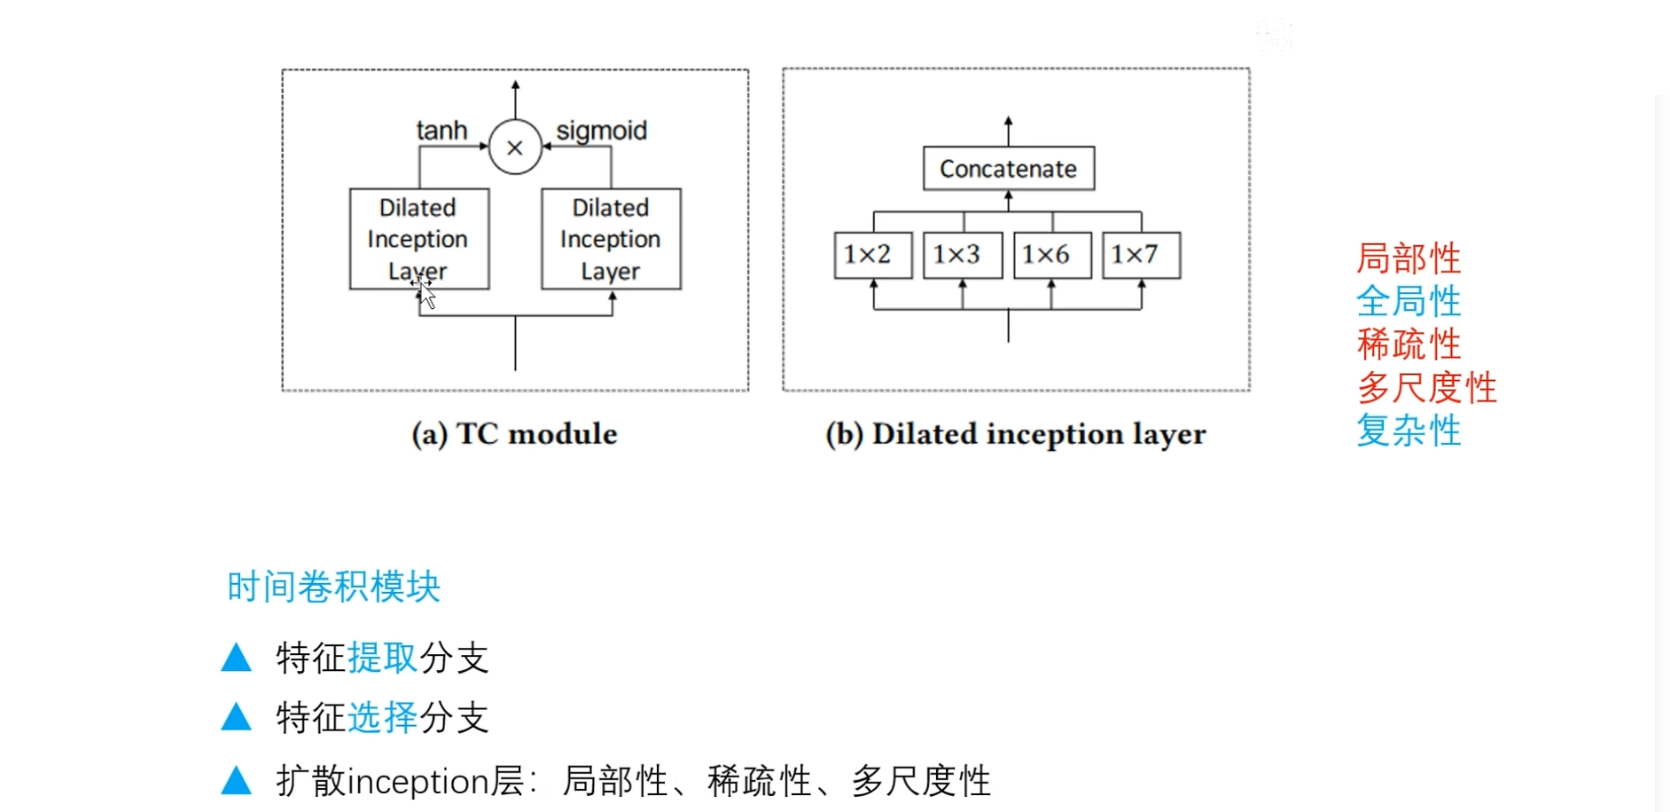 tanh
sigmoid
×
Dilated
Inception
Layer
Dilated
Inception
Layer
(a) TC module
Concatenate
1×2
1×3
1×6
1×7
(b) Dilated inception layer
局部性
全局性
稀疏性
多尺度性
复杂性
时间卷积模块
特征提取分支
特征选择分支
扩散inception层：局部性、稀疏性、多尺度性